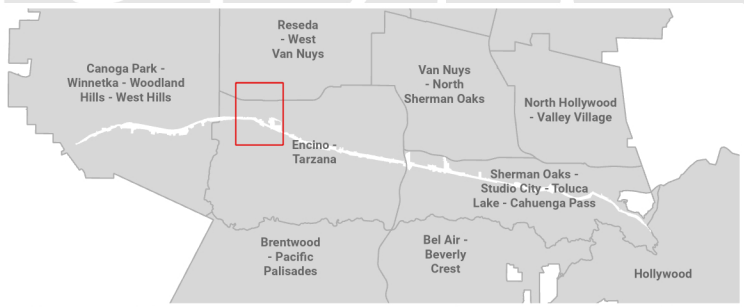 Reseda
- West
Van Nuys
Canoga Park -
Winnetka - Woodland
Hills - West Hills
Van Nuys
- North
Sherman Oaks
North Hollywood
- Valley Village
Encino -
Tarzana
Sherman Oaks -
Studio City - Toluca
Lake - Cahuenga Pass
Brentwood
- Pacific
Palisades
Bel Air -
Beverly
Crest
Hollywood